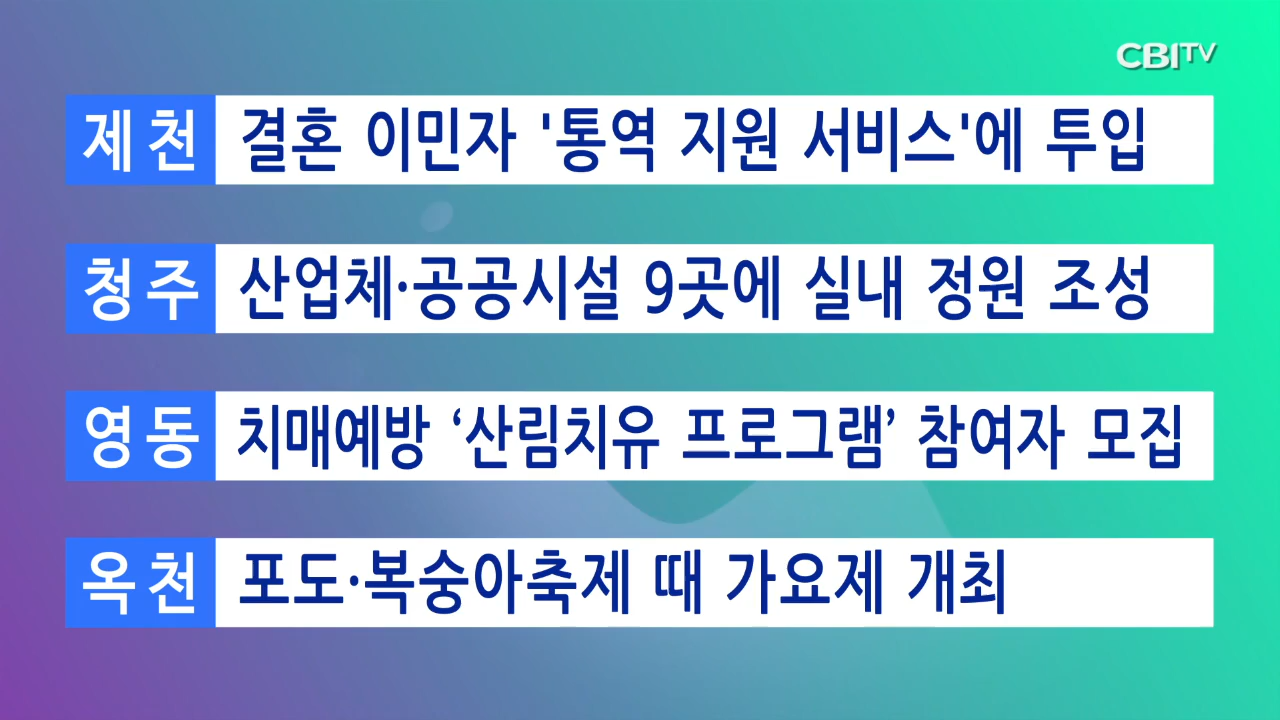 CBITV
제천 결혼 이민자 '통역 지원 서비스'에 투입
청주 산업체·공공시설 9곳에 실내 정원 조성
영동 치매예방 ‘산림치유 프로그램’ 참여자 모집
옥천 포도·복숭아축제 때 가요제 개최